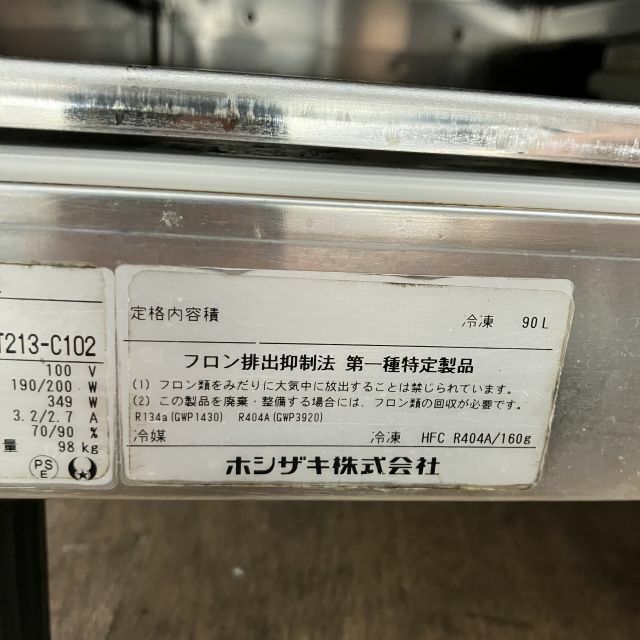 T213-C102
100 V
190/200 W
349 W
3.2/2.7 A
70/90 %
量 98 kg
PS
E
定格内容積 冷凍 90L
フロン排出抑制法 第一種特定製品
(1) フロン類をみだりに大気中に放出することは禁じられています。
(2) この製品を廃棄・整備する場合には、フロン類の回収が必要です。
R134a(GWP1430) R404A(GWP3920)
冷媒 冷凍 HFC R404A/160g
ホシザキ株式会社